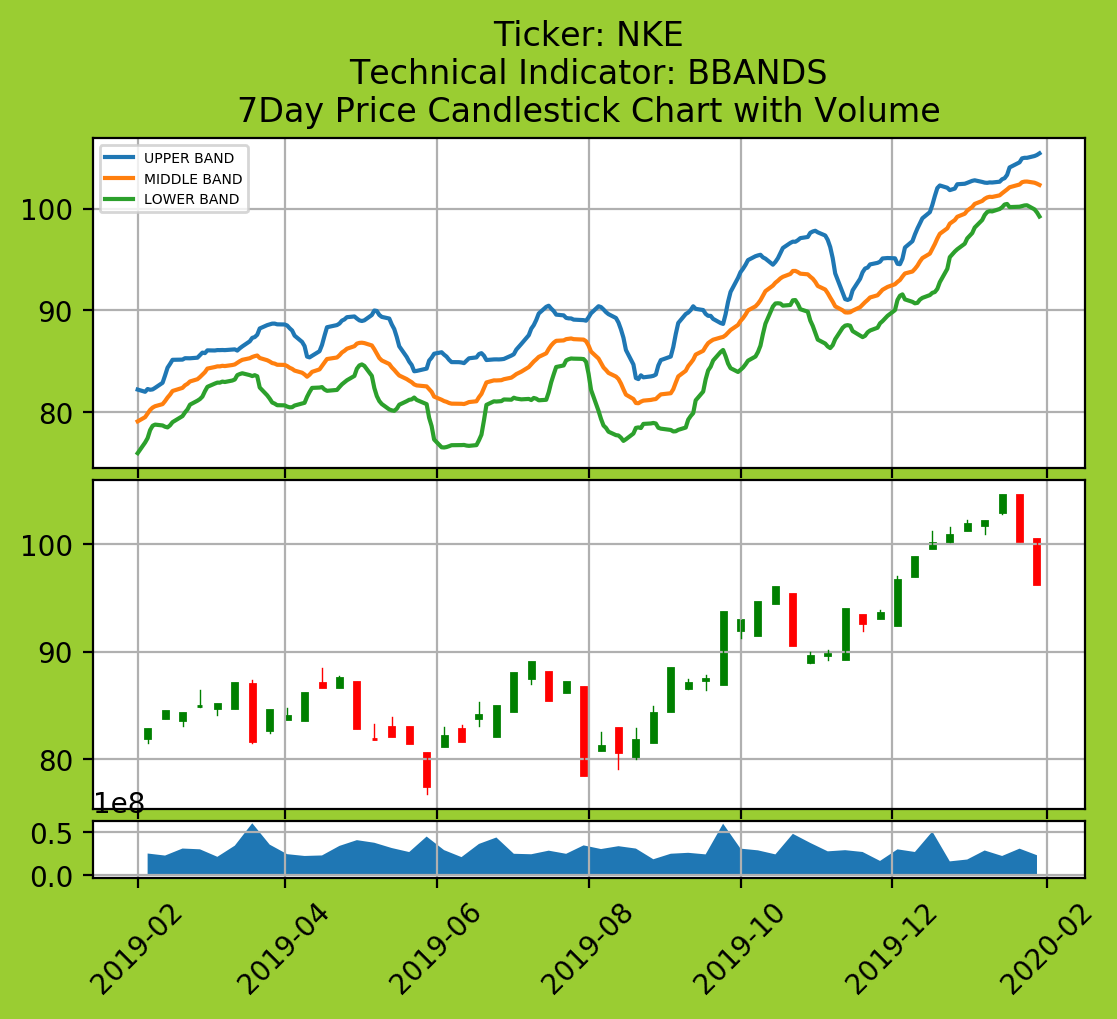 Ticker: NKE
Technical Indicator: BBANDS
7Day Price Candlestick Chart with Volume
UPPER BAND
MIDDLE BAND
LOWER BAND
100
90
80
100
90
80
1e8
0.5
0.0
2019-02
2019-04
2019-06
2019-08
2019-10
2019-12
2020-02